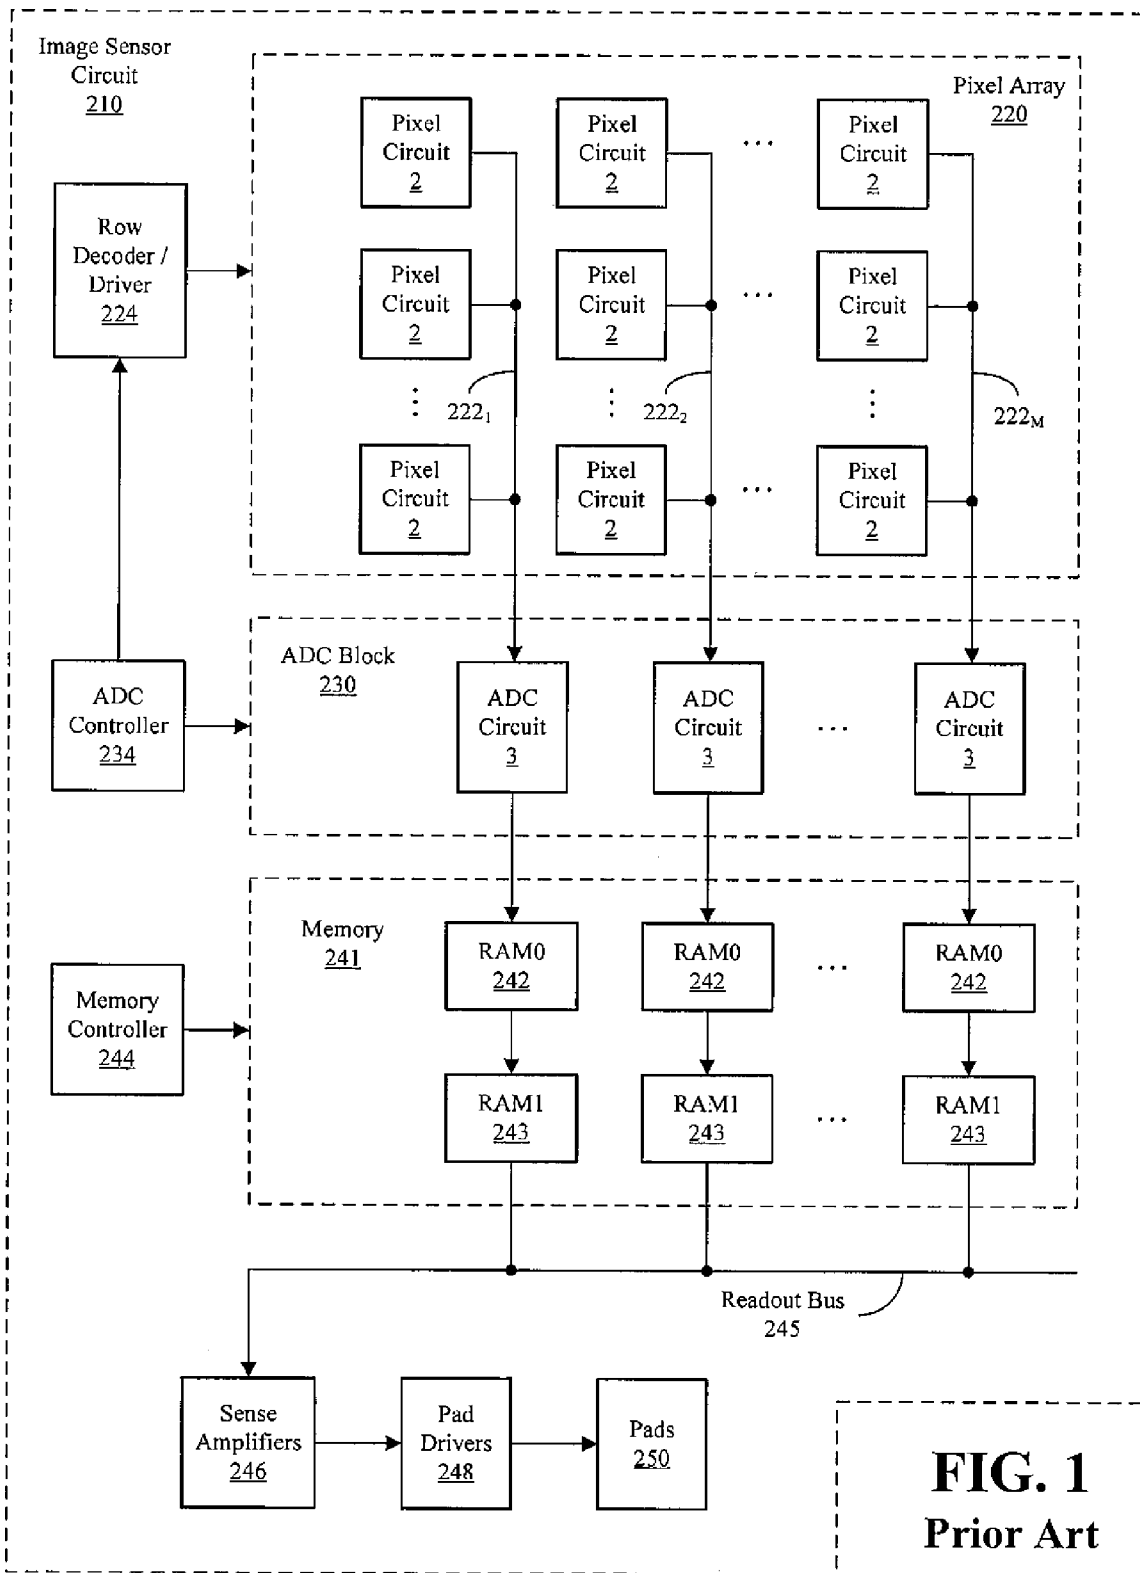 Image Sensor
Circuit
210
Pixel Array
220
Pixel
Circuit
2
Pixel
Circuit
2
...
Pixel
Circuit
2
Row
Decoder /
Driver
224
Pixel
Circuit
2
Pixel
Circuit
2
...
Pixel
Circuit
2
222₁
222₂
222_M
Pixel
Circuit
2
Pixel
Circuit
2
...
Pixel
Circuit
2
ADC Block
230
ADC
Controller
234
ADC
Circuit
3
ADC
Circuit
3
...
ADC
Circuit
3
Memory
241
RAM0
242
RAM0
242
...
RAM0
242
Memory
Controller
244
RAM1
243
RAM1
243
...
RAM1
243
Readout Bus
245
Sense
Amplifiers
246
Pad
Drivers
248
Pads
250
FIG. 1
Prior Art